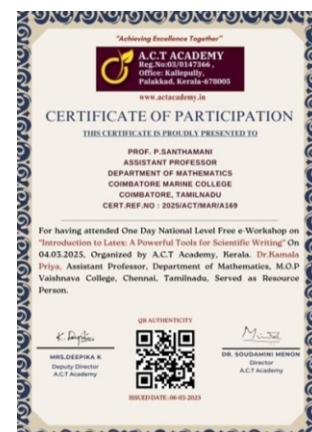 "Achieving Excellence Together"
A.C.T ACADEMY
Reg.No:03/0147366 ,
Office: Kallepully,
Palakkad, Kerala-678005
www.actacademy.in
CERTIFICATE OF PARTICIPATION
THIS CERTIFICATE IS PROUDLY PRESENTED TO
PROF. P.SANTHAMANI
ASSISTANT PROFESSOR
DEPARTMENT OF MATHEMATICS
COIMBATORE MARINE COLLEGE
COIMBATORE, TAMILNADU
CERT.REF.NO : 2025/ACT/MAR/A169
For having attended One Day National Level Free e-Workshop on
"Introduction to Latex: A Powerful Tools for Scientific Writing" On
04.03.2025, Organized by A.C.T Academy, Kerala. Dr.Kamala
Priya, Assistant Professor, Department of Mathematics, M.O.P
Vaishnava College, Chennai, Tamilnadu, Served as Resource
Person.
QR AUTHENTICITY
MRS.DEEPIKA K
Deputy Director
A.C.T Academy
DR. SOUDAMINI MENON
Director
A.C.T Academy
ISSUED DATE :06-03-2025